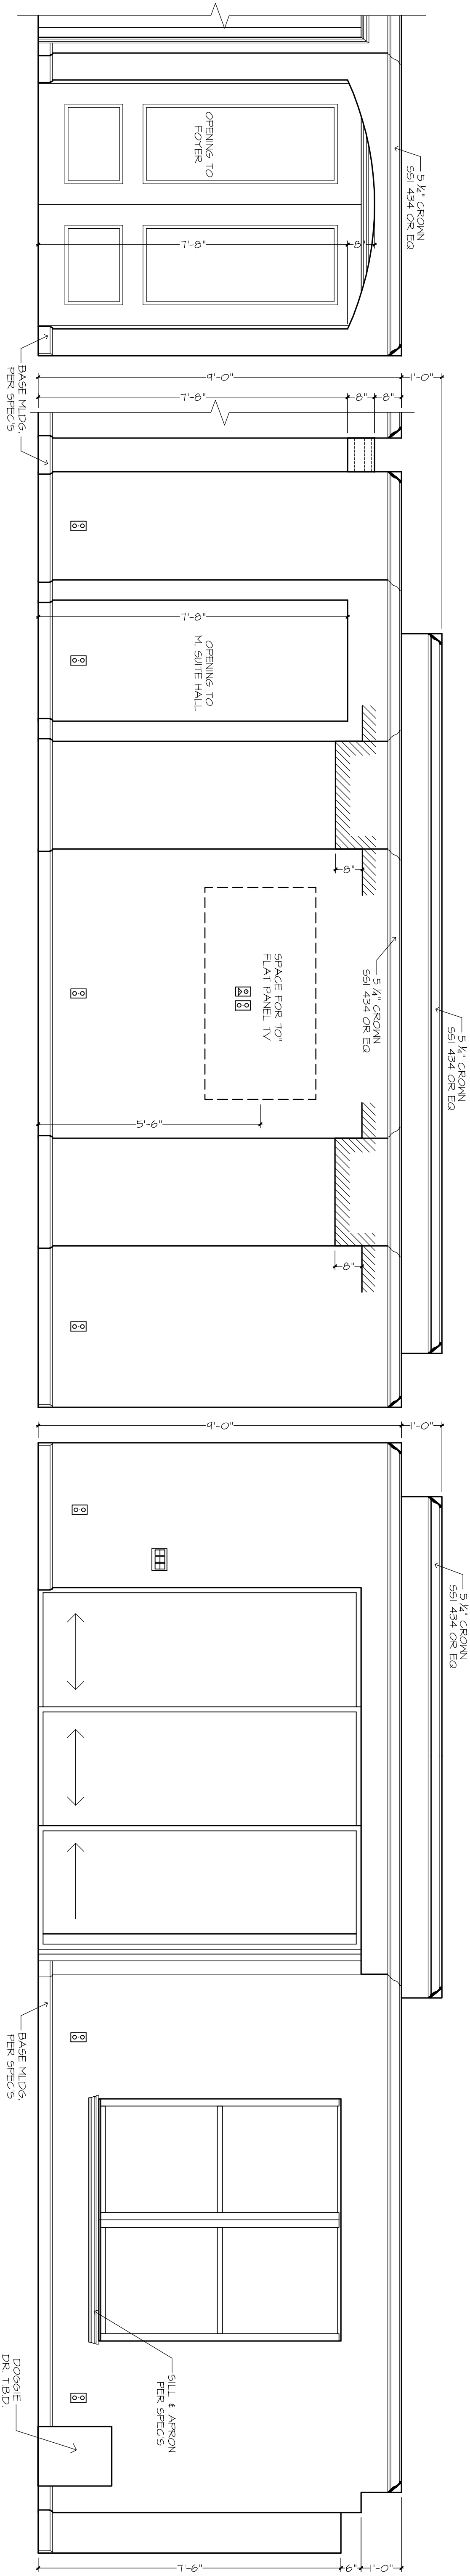 5 ¼" CROWN
SSI 434 OR EQ
OPENING TO
FOYER
7'-8"
8"
BASE MLDG.
PER SPEC'S
9'-0"
1'-0"
7'-8"
8"
8"
7'-8"
OPENING TO
M. SUITE HALL
8"
5 ¼" CROWN
SSI 434 OR EQ
5 ¼" CROWN
SSI 434 OR EQ
SPACE FOR 70"
FLAT PANEL TV
5'-6"
8"
9'-0"
1'-0"
5 ¼" CROWN
SSI 434 OR EQ
BASE MLDG.
PER SPEC'S
SILL & APRON
PER SPEC'S
DOGGIE
DR. T.B.D.
7'-6"
6"
1'-0"